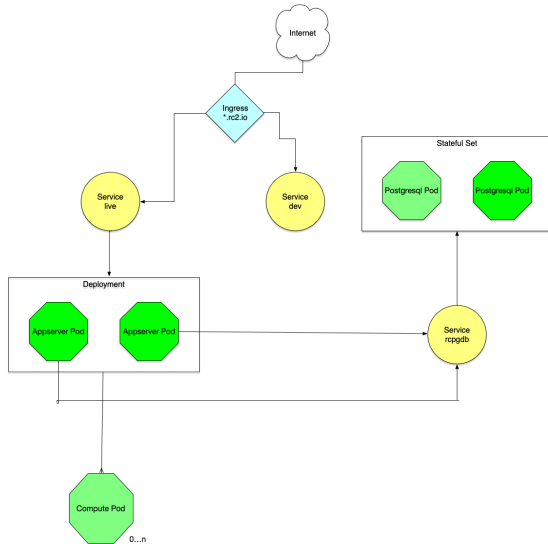 Internet
Ingress
*.rc2.io
Stateful Set
Postgresql Pod
Postgresql Pod
Service
live
Service
dev
Deployment
Appserver Pod
Appserver Pod
Service
rcpgdb
Compute Pod
0...n